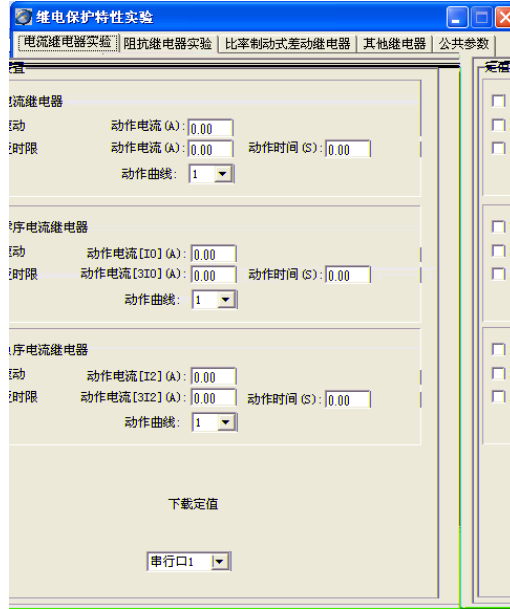 继电保护特性实验
电流继电器实验 阻抗继电器实验 比率制动式差动继电器 其他继电器 公共参数
置 定值
流继电器
动 动作电流(A): 0.00
时限 动作电流(A): 0.00 动作时间(S): 0.00
动作曲线: 1
序电流继电器
动 动作电流[I0](A): 0.00
时限 动作电流[3I0](A): 0.00 动作时间(S): 0.00
动作曲线: 1
序电流继电器
动 动作电流[I2](A): 0.00
时限 动作电流[3I2](A): 0.00 动作时间(S): 0.00
动作曲线: 1
下载定值
串行口1